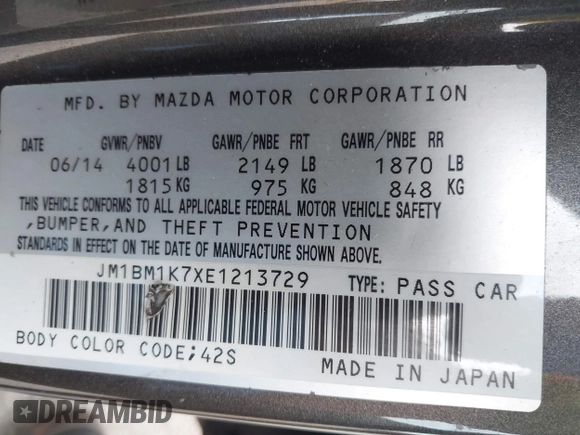 MFD. BY MAZDA MOTOR CORPORATION
DATE GVWR/PNBV GAWR/PNBE FRT GAWR/PNBE RR
06/14 4001 LB 2149 LB 1870 LB
1815 KG 975 KG 848 KG
THIS VEHICLE CONFORMS TO ALL APPLICABLE FEDERAL MOTOR VEHICLE SAFETY
,BUMPER,AND THEFT PREVENTION
STANDARDS IN EFFECT ON THE DATE OF MANUFACTURE SHOWN ABOVE.
JM1BM1K7XE1213729 TYPE: PASS CAR
BODY COLOR CODE;42S
MADE IN JAPAN
DREAMBID